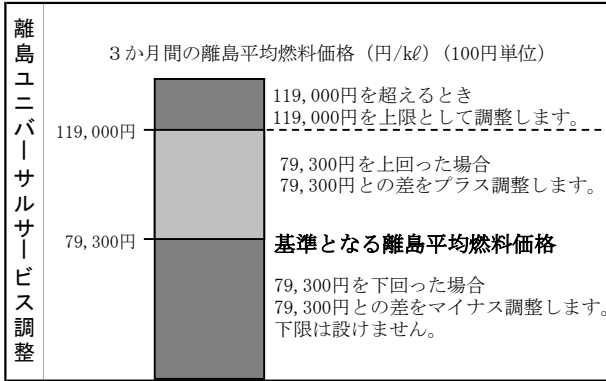 離島ユニバーサルサービス調整
3か月間の離島平均燃料価格（円/kℓ）(100円単位)
119,000円を超えるとき
119,000円を上限として調整します。
119,000円
79,300円を上回った場合
79,300円との差をプラス調整します。
79,300円
基準となる離島平均燃料価格
79,300円を下回った場合
79,300円との差をマイナス調整します。
下限は設けません。